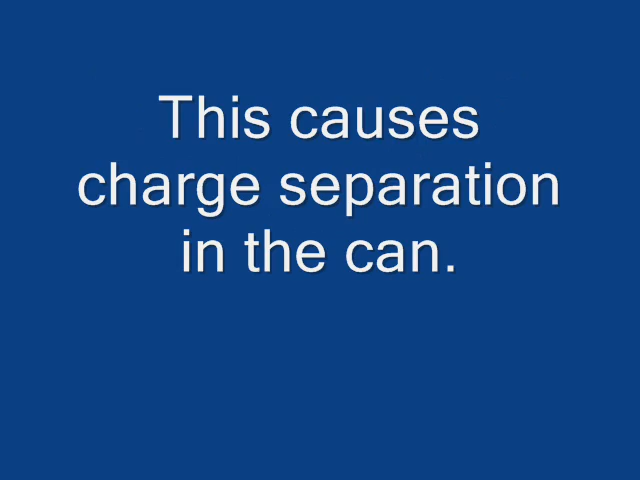 This causes
charge separation
in the can.